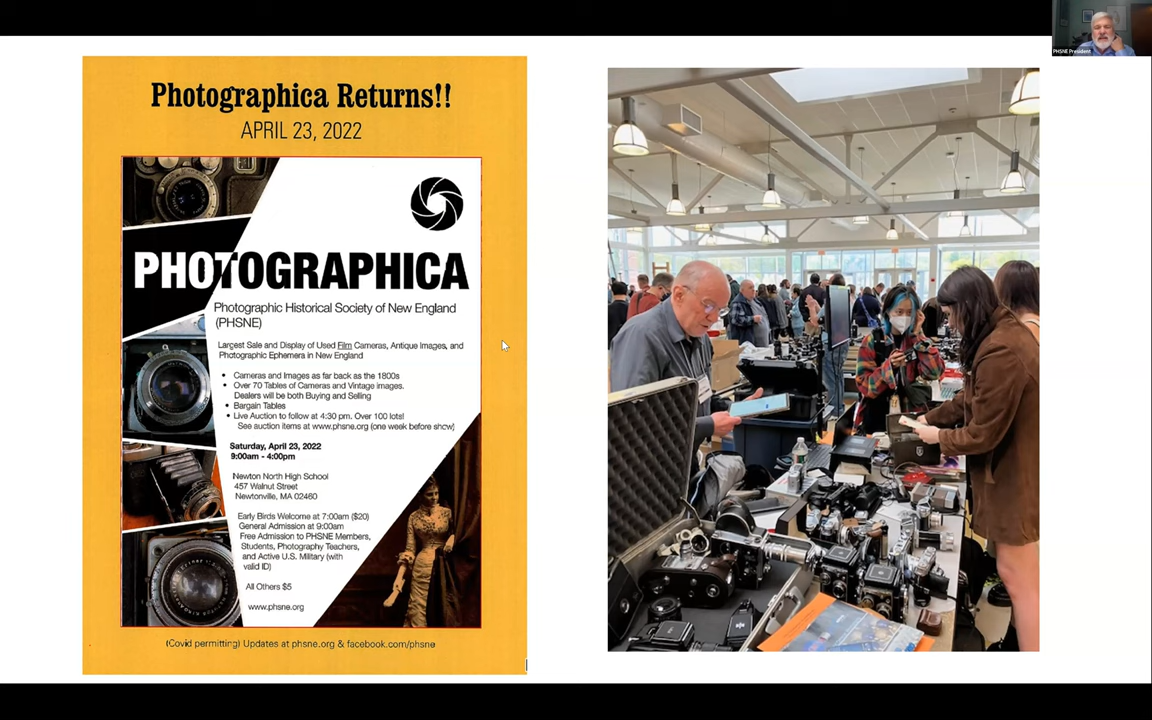 Photographica Returns!!
APRIL 23, 2022
PHOTOGRAPHICA
Photographic Historical Society of New England
(PHSNE)
Largest Sale and Display of Used Film Cameras, Antique Images, and
Photographic Ephemera in New England
• Cameras and Images as far back as the 1800s
• Over 70 Tables of Cameras and Vintage images.
Dealers will be both Buying and Selling
• Bargain Tables
• Live Auction to follow at 4:30 pm. Over 100 lots!
See auction items at www.phsne.org (one week before show)
Saturday, April 23, 2022
9:00am - 4:00pm
Newton North High School
457 Walnut Street
Newtonville, MA 02460
Early Birds Welcome at 7:00am ($20)
General Admission at 9:00am
Free Admission to PHSNE Members,
Students, Photography Teachers,
and Active U.S. Military (with
valid ID)
All Others $5
www.phsne.org
(Covid permitting) Updates at phsne.org & facebook.com/phsne
PHSNE President